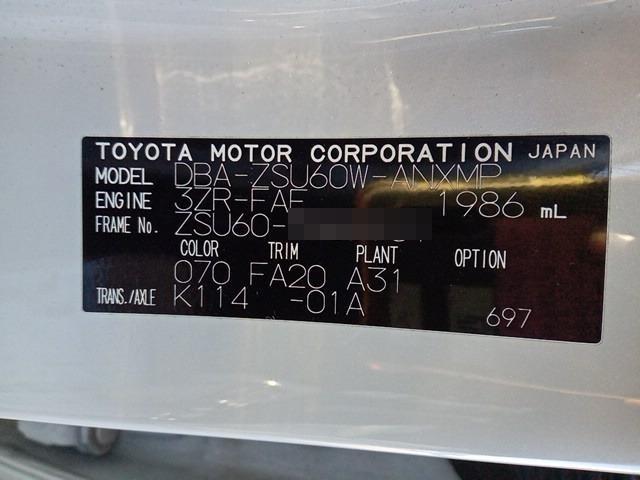 TOYOTA MOTOR CORPORATION JAPAN
MODEL DBA-ZSU60W-ANXMP
ENGINE 3ZR-FAE 1986 mL
FRAME No. ZSU60-
COLOR TRIM PLANT OPTION
070 FA20 A31
TRANS./AXLE K114 -01A
697